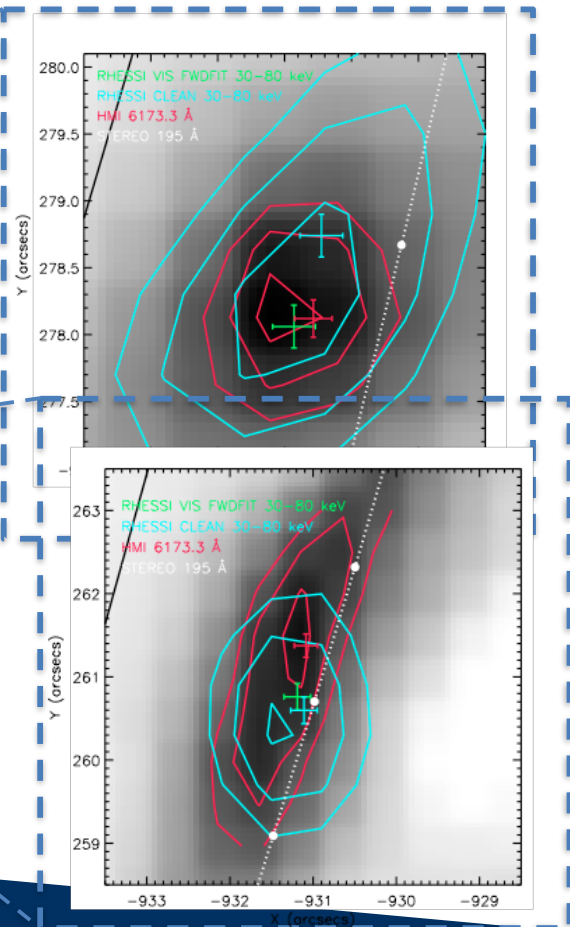 280.0
279.5
279.0
278.5
278.0
277.5
Y (arcsecs)
RHESSI VIS FWDFIT 30−80 keV
RHESSI CLEAN 30−80 keV
HMI 6173.3 Å
STEREO 195 Å
263
262
261
260
259
Y (arcsecs)
RHESSI VIS FWDFIT 30−80 keV
RHESSI CLEAN 30−80 keV
HMI 6173.3 Å
STEREO 195 Å
−933 −932 −931 −930 −929
X (arcsecs)